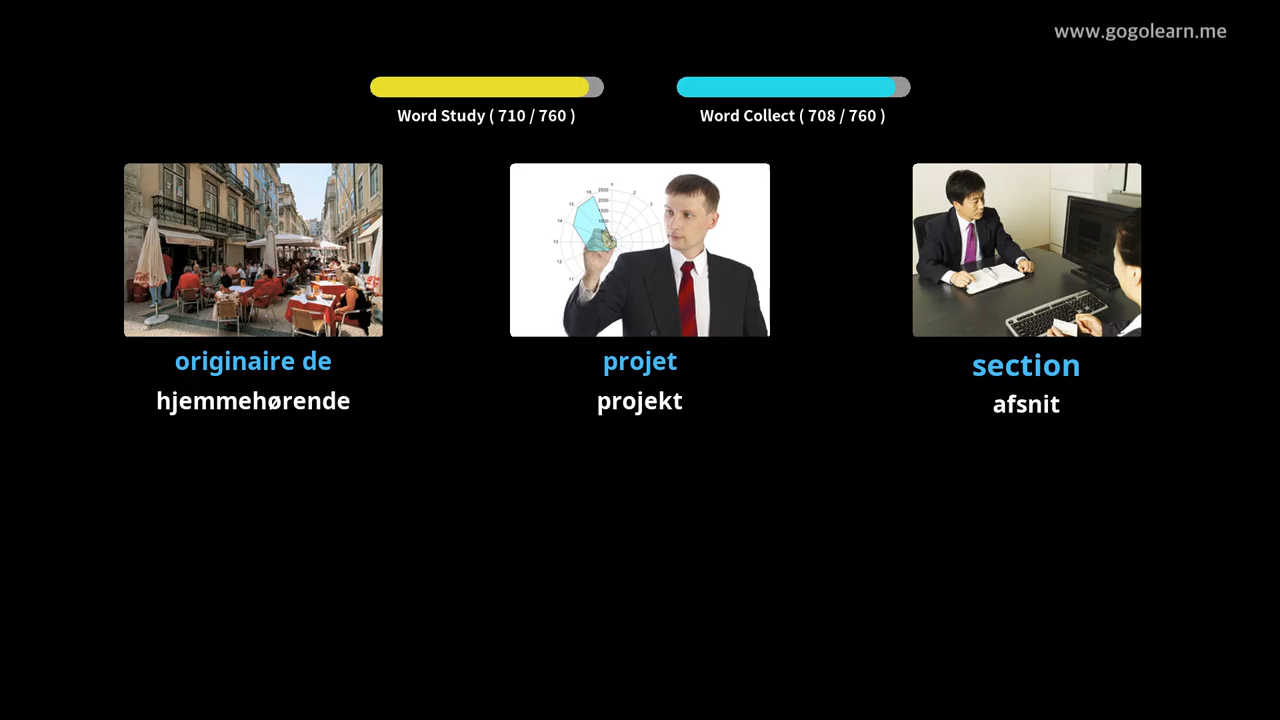 www.gogolearn.me
Word Study ( 710 / 760 )
Word Collect ( 708 / 760 )
originaire de
hjemmehørende
projet
projekt
section
afsnit